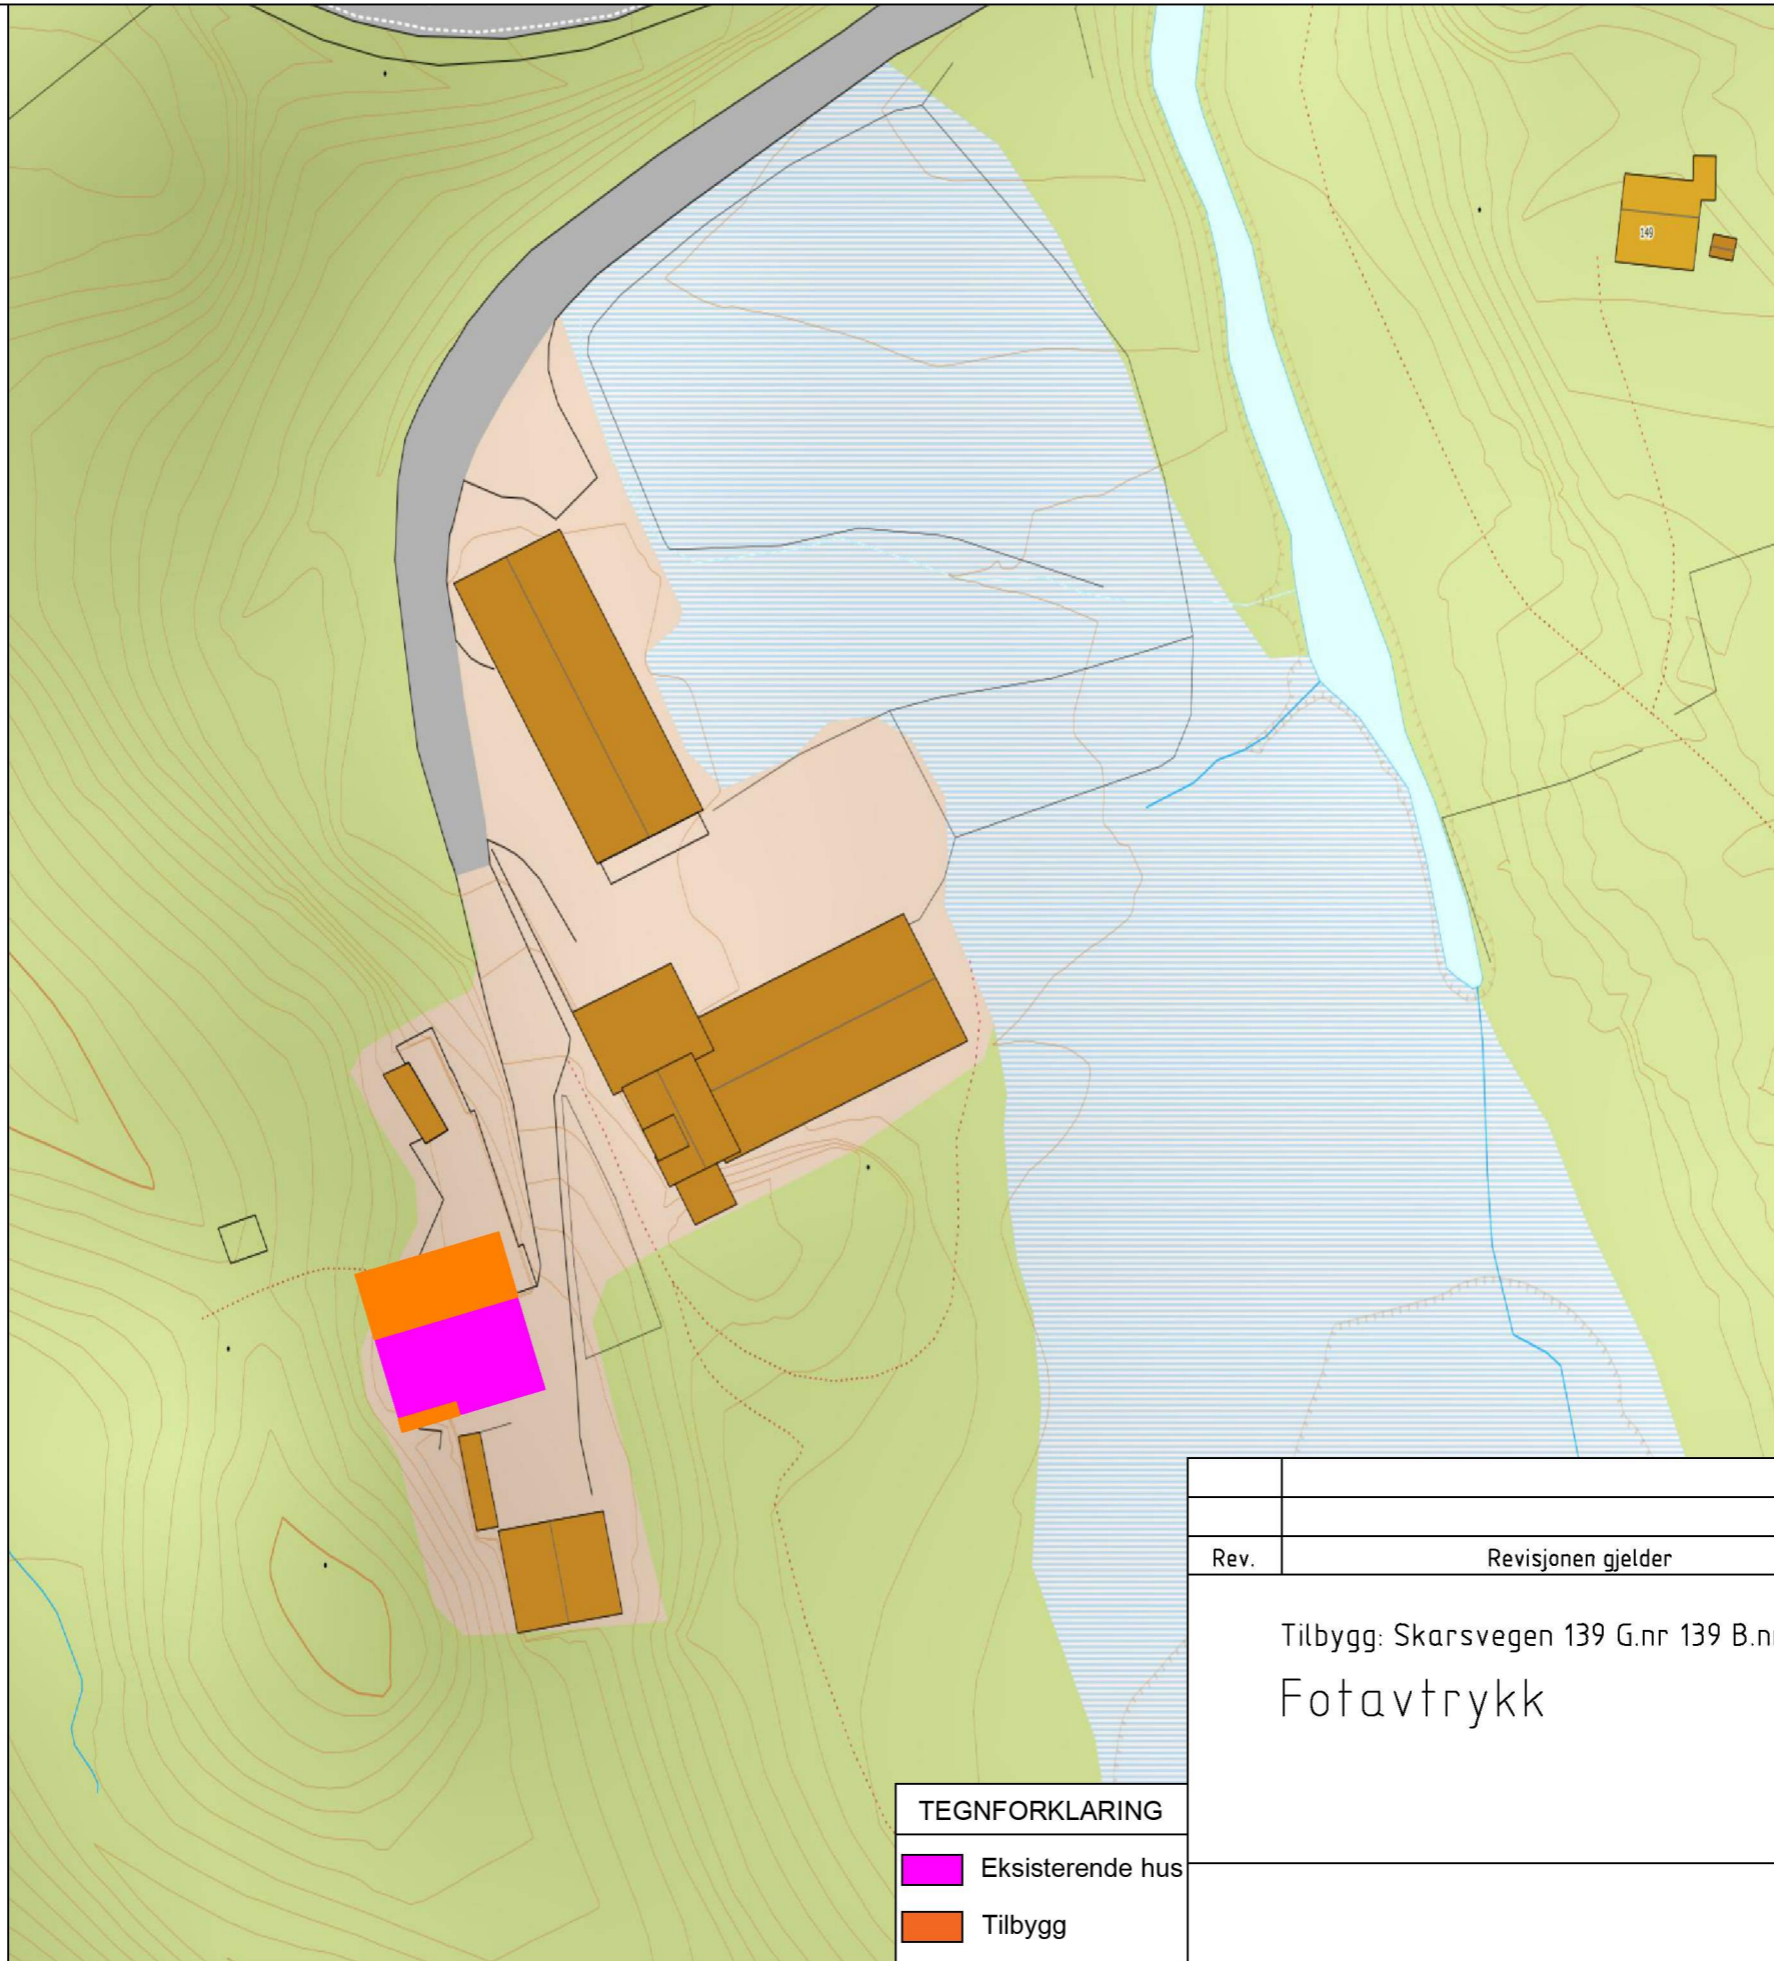 149
Rev.
Revisjonen gjelder
Tilbygg: Skarsvegen 139 G.nr 139
Fotavtrykk
TEGNFORKLARING
Eksisterende hus
Tilbygg